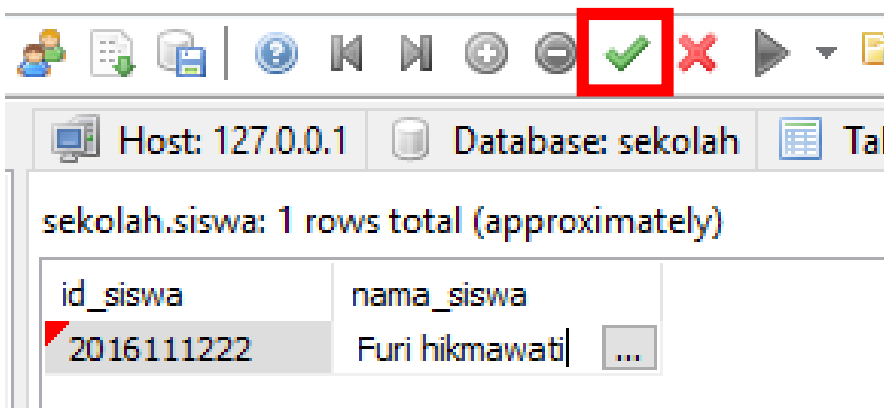 Host: 127.0.0.1 Database: sekolah
sekolah.siswa: 1 rows total (approximately)
id_siswa nama_siswa
2016111222 Furi hikmawati ...